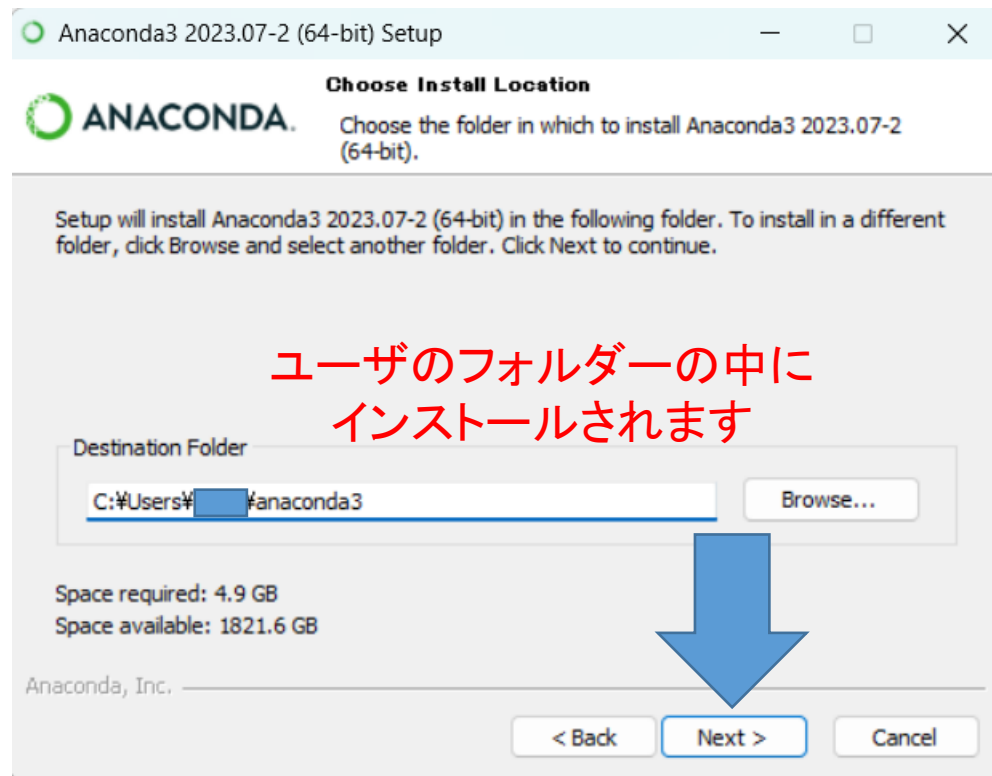 Anaconda3 2023.07-2 (64-bit) Setup
ANACONDA.
Choose Install Location
Choose the folder in which to install Anaconda3 2023.07-2
(64-bit).
Setup will install Anaconda3 2023.07-2 (64-bit) in the following folder. To install in a different
folder, click Browse and select another folder. Click Next to continue.
ユーザのフォルダーの中に
インストールされます
Destination Folder
C:¥Users¥ ¥anaconda3
Browse...
Space required: 4.9 GB
Space available: 1821.6 GB
Anaconda, Inc.
< Back
Next >
Cancel